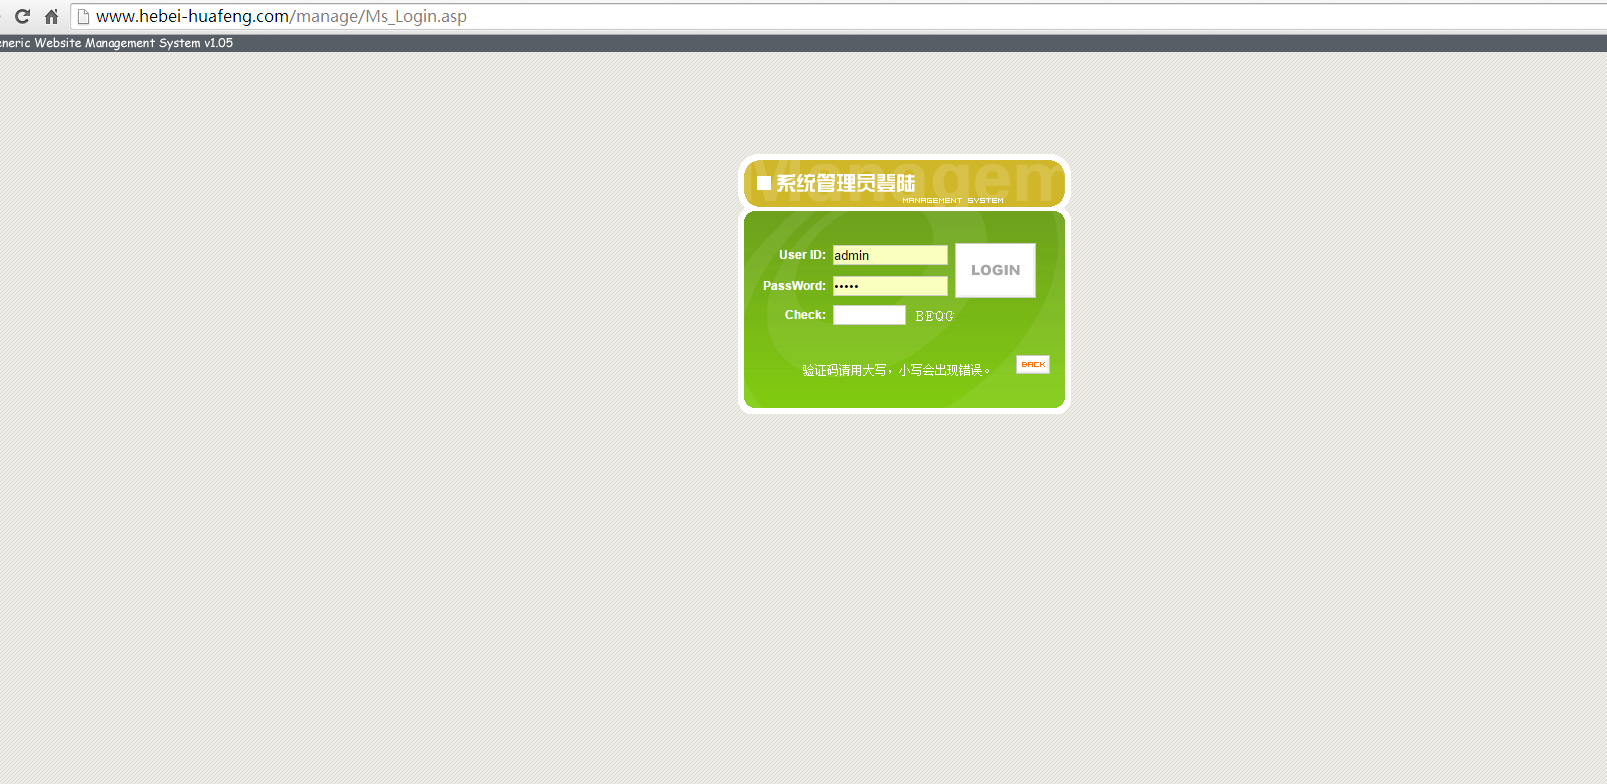 www.hebei-huafeng.com/manage/Ms_Login.asp
eneric Website Management System v1.05
Managem
系统管理员登陆
MANAGEMENT SYSTEM
User ID: admin
LOGIN
PassWord: •••••
Check: BEQG
验证码请用大写，小写会出现错误。
BACK